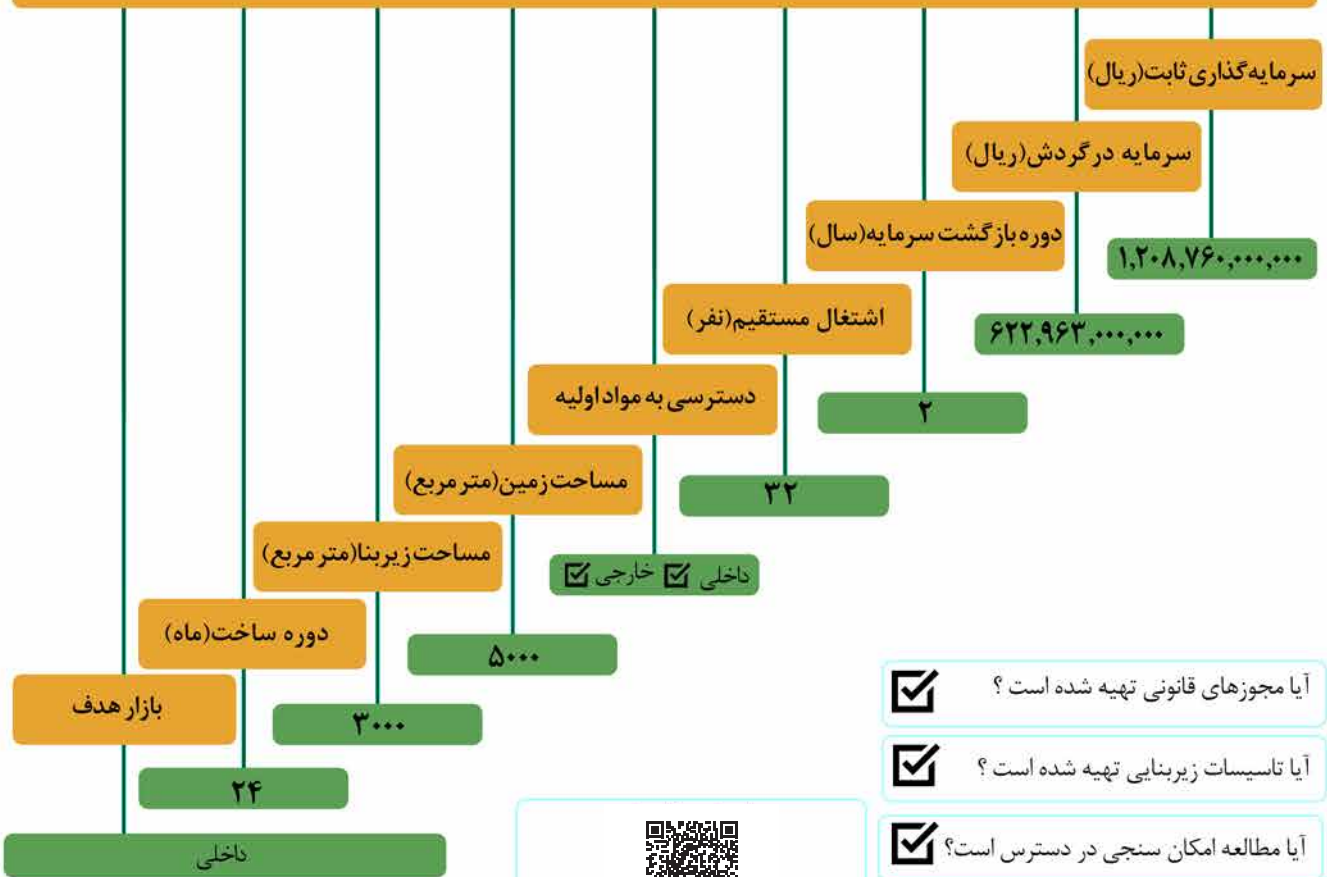 سرمایه‌گذاری ثابت(ریال)
۱,۲۰۸,۷۶۰,۰۰۰,۰۰۰
سرمایه در گردش(ریال)
۶۲۲,۹۶۳,۰۰۰,۰۰۰
دوره بازگشت سرمایه(سال)
۲
اشتغال مستقیم(نفر)
۳۲
دسترسی به مواد اولیه
داخلی ☑ خارجی ☑
مساحت زمین(متر مربع)
۵۰۰۰
مساحت زیربنا(متر مربع)
۳۰۰۰
دوره ساخت(ماه)
۲۴
بازار هدف
داخلی
آیا مجوزهای قانونی تهیه شده است ؟ ☑
آیا تاسیسات زیربنایی تهیه شده است ؟ ☑
آیا مطالعه امکان سنجی در دسترس است؟ ☑